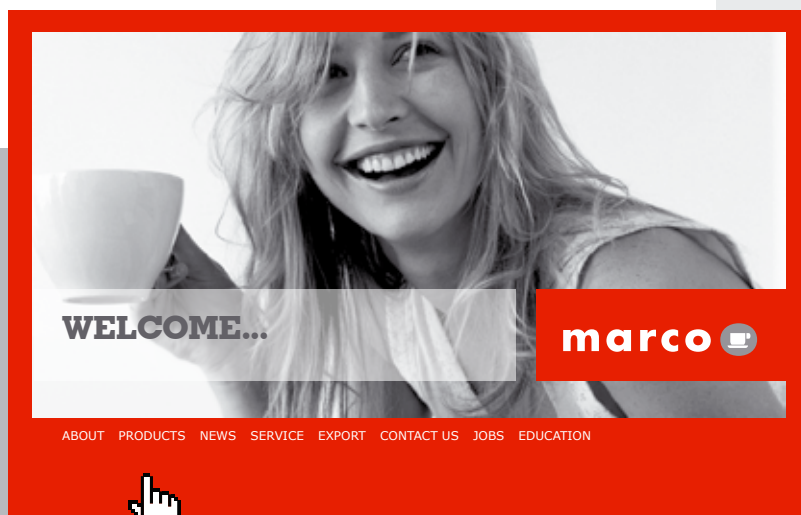 WELCOME...
marco
ABOUT PRODUCTS NEWS SERVICE EXPORT CONTACT US JOBS EDUCATION